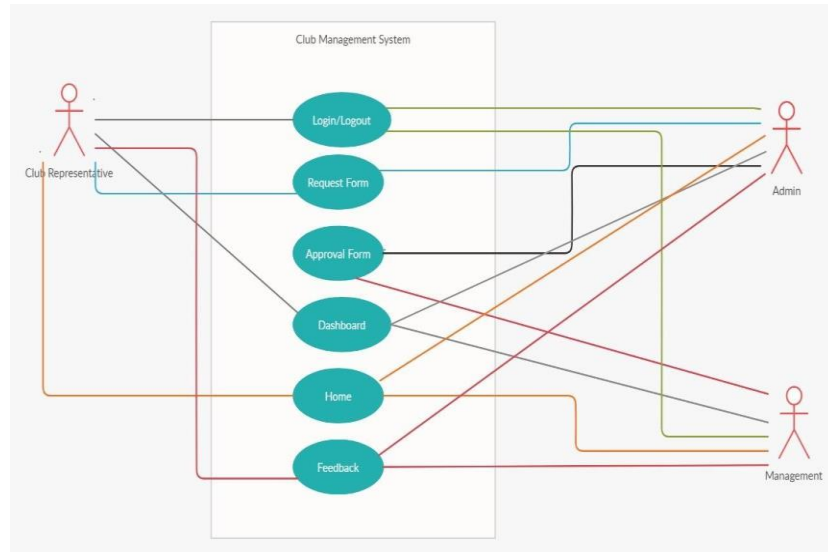 Club Management System
Login/Logout
Club Representative
Request Form
Admin
Approval Form
Dashboard
Home
Feedback
Management